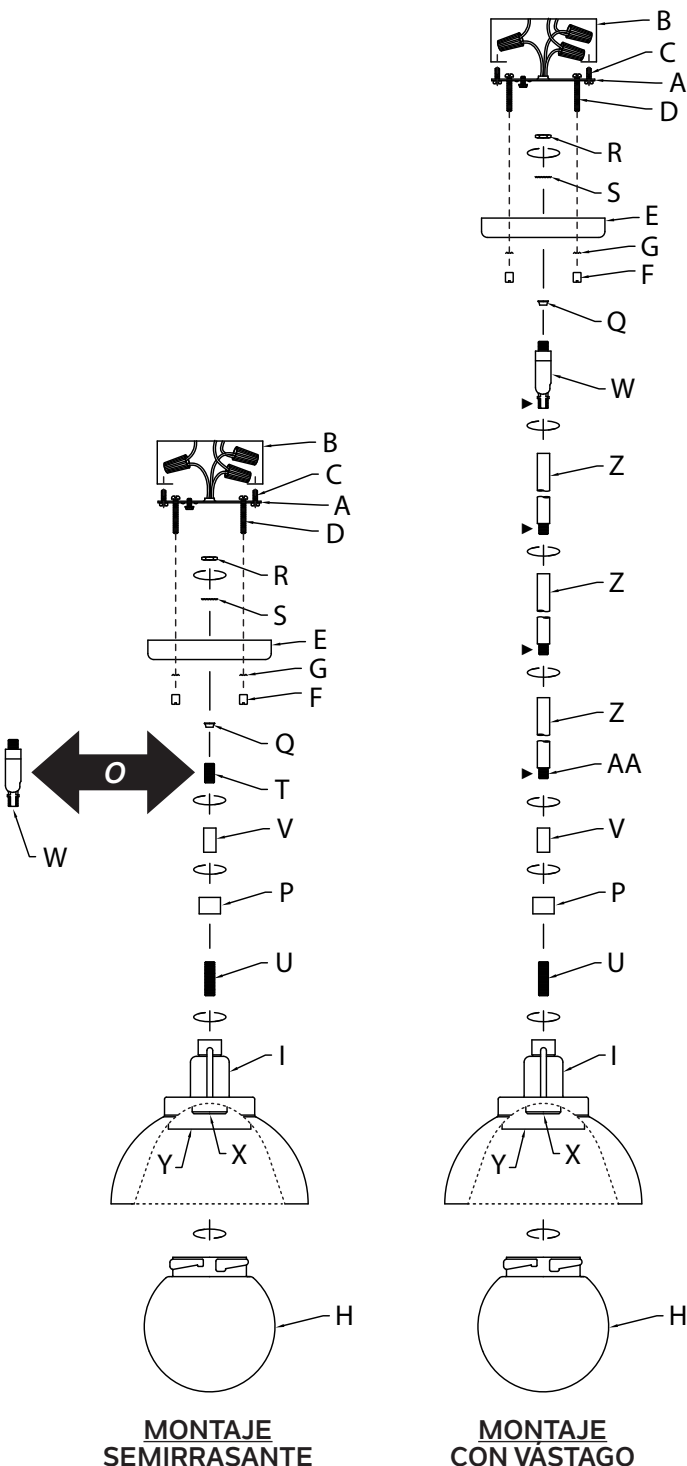 B
C
A
D
R
S
E
G
F
Q
W
Z
Z
Z
AA
V
P
U
I
Y
X
H
MONTAJE
CON VÁSTAGO
B
C
A
D
R
S
E
G
F
Q
O
T
W
V
P
U
I
Y
X
H
MONTAJE
SEMIRRASANTE